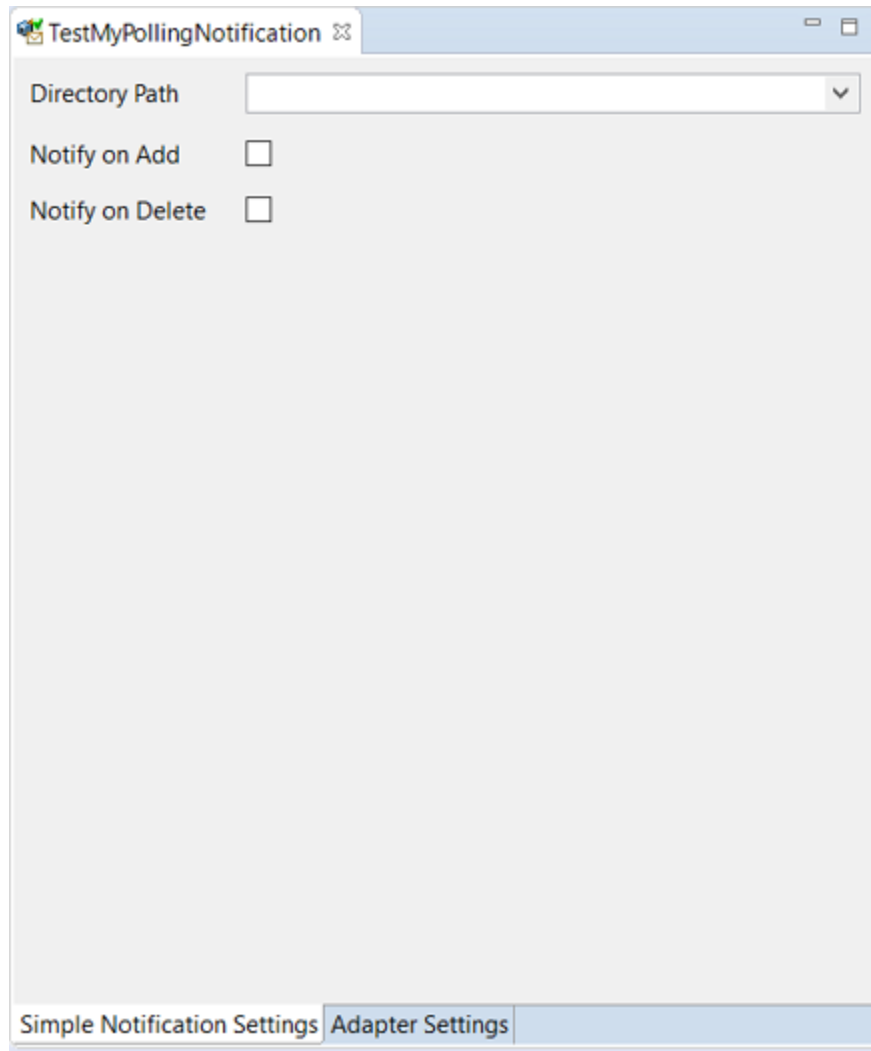 TestMyPollingNotification
Directory Path
Notify on Add
Notify on Delete
Simple Notification Settings Adapter Settings